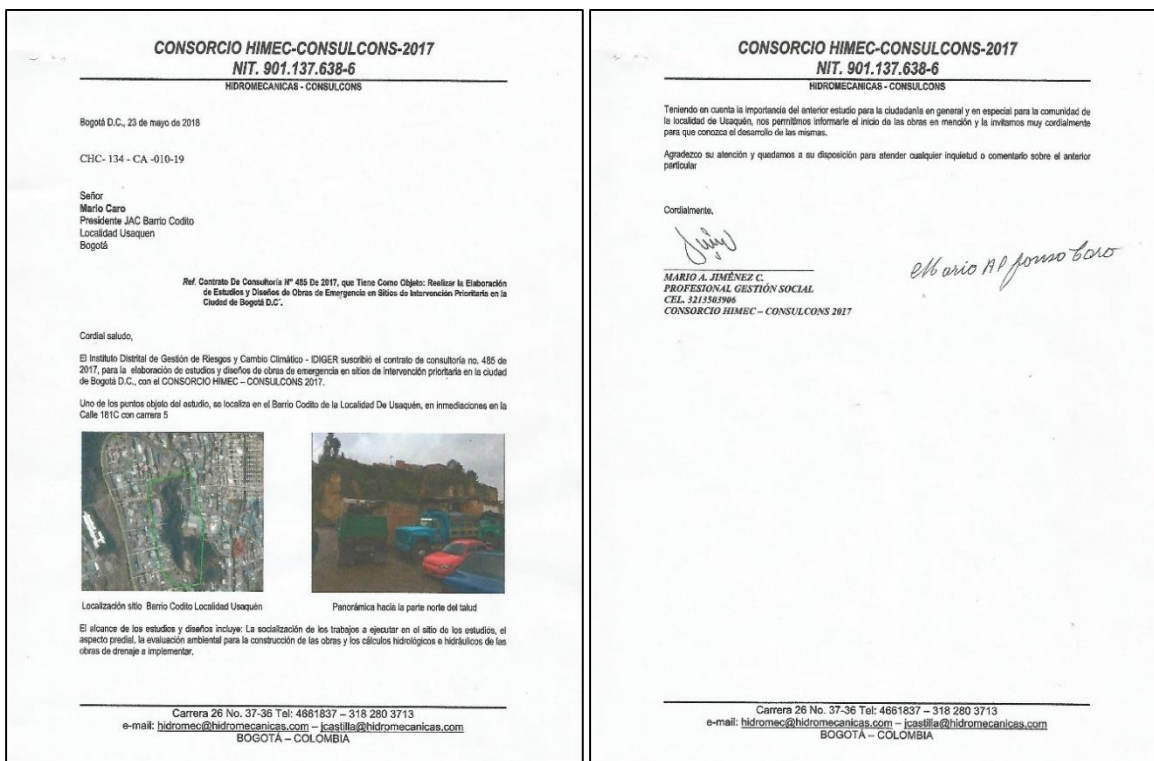 CONSORCIO HIMEC-CONSULCONS-2017
NIT. 901.137.638-6
HIDROMECANICAS - CONSULCONS
Bogotá D.C., 23 de mayo de 2018
CHC- 134 - CA -010-19
Señor
Mario Caro
Presidente JAC Barrio Codito
Localidad Usaquen
Bogotá
Ref. Contrato De Consultoría N° 485 De 2017, que Tiene Como Objeto: Realizar la Elaboración
de Estudios y Diseños de Obras de Emergencia en Sitios de Intervención Prioritaria en la
Ciudad de Bogotá D.C".
Cordial saludo,
El Instituto Distrital de Gestión de Riesgos y Cambio Climático - IDIGER suscribió el contrato de consultoría no. 485 de
2017, para la elaboración de estudios y diseños de obras de emergencia en sitios de intervención prioritaria en la ciudad
de Bogotá D.C., con el CONSORCIO HIMEC – CONSULCONS 2017.
Uno de los puntos objeto del estudio, se localiza en el Barrio Codito de la Localidad De Usaquén, en inmediaciones en la
Calle 181C con carrera 5
Localización sitio Barrio Codito Localidad Usaquén
Panorámica hacia la parte norte del talud
El alcance de los estudios y diseños incluye: La socialización de los trabajos a ejecutar en el sitio de los estudios, el
aspecto predial, la evaluación ambiental para la construcción de las obras y los cálculos hidrológicos e hidráulicos de las
obras de drenaje a implementar.
Carrera 26 No. 37-36 Tel: 4661837 – 318 280 3713
e-mail: hidromec@hidromecanicas.com – jcastilla@hidromecanicas.com
BOGOTÁ – COLOMBIA
CONSORCIO HIMEC-CONSULCONS-2017
NIT. 901.137.638-6
HIDROMECANICAS - CONSULCONS
Teniendo en cuenta la importancia del anterior estudio para la ciudadanía en general y en especial para la comunidad de
la localidad de Usaquén, nos permitimos informarle el inicio de las obras en mención y la invitamos muy cordialmente
para que conozca el desarrollo de las mismas.
Agradezco su atención y quedamos a su disposición para atender cualquier inquietud o comentario sobre el anterior
particular
Cordialmente,
MARIO A. JIMÉNEZ C.
PROFESIONAL GESTIÓN SOCIAL
CEL. 3213503906
CONSORCIO HIMEC – CONSULCONS 2017
Mario Alfonso Caro
Carrera 26 No. 37-36 Tel: 4661837 – 318 280 3713
e-mail: hidromec@hidromecanicas.com – jcastilla@hidromecanicas.com
BOGOTÁ – COLOMBIA